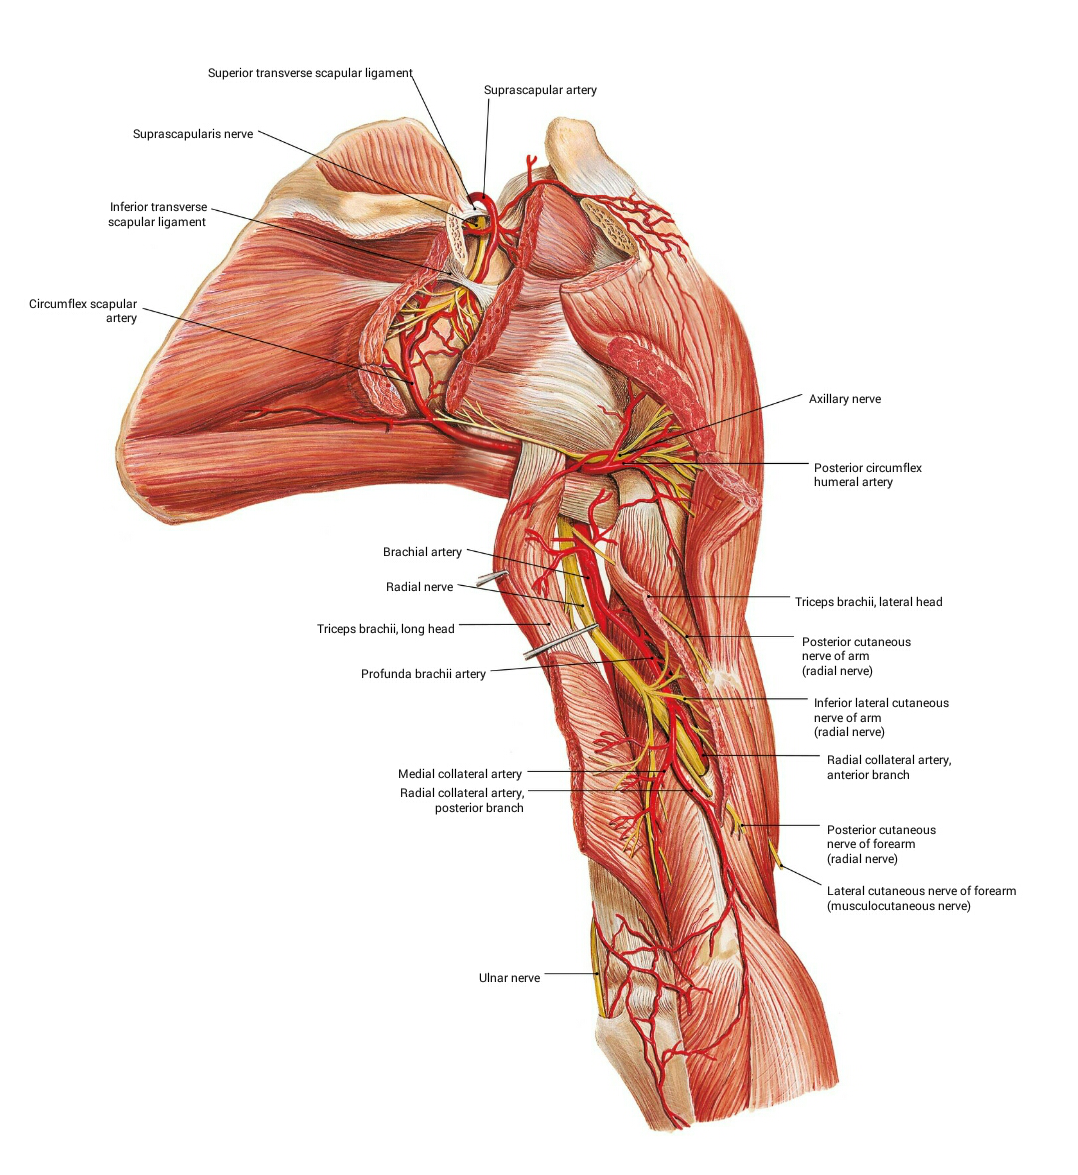 Superior transverse scapular ligament
Suprascapular artery
Suprascapularis nerve
Inferior transverse
scapular ligament
Circumflex scapular
artery
Axillary nerve
Posterior circumflex
humeral artery
Brachial artery
Radial nerve
Triceps brachii, lateral head
Triceps brachii, long head
Posterior cutaneous
nerve of arm
(radial nerve)
Profunda brachii artery
Inferior lateral cutaneous
nerve of arm
(radial nerve)
Radial collateral artery,
anterior branch
Medial collateral artery
Radial collateral artery,
posterior branch
Posterior cutaneous
nerve of forearm
(radial nerve)
Lateral cutaneous nerve of forearm
(musculocutaneous nerve)
Ulnar nerve